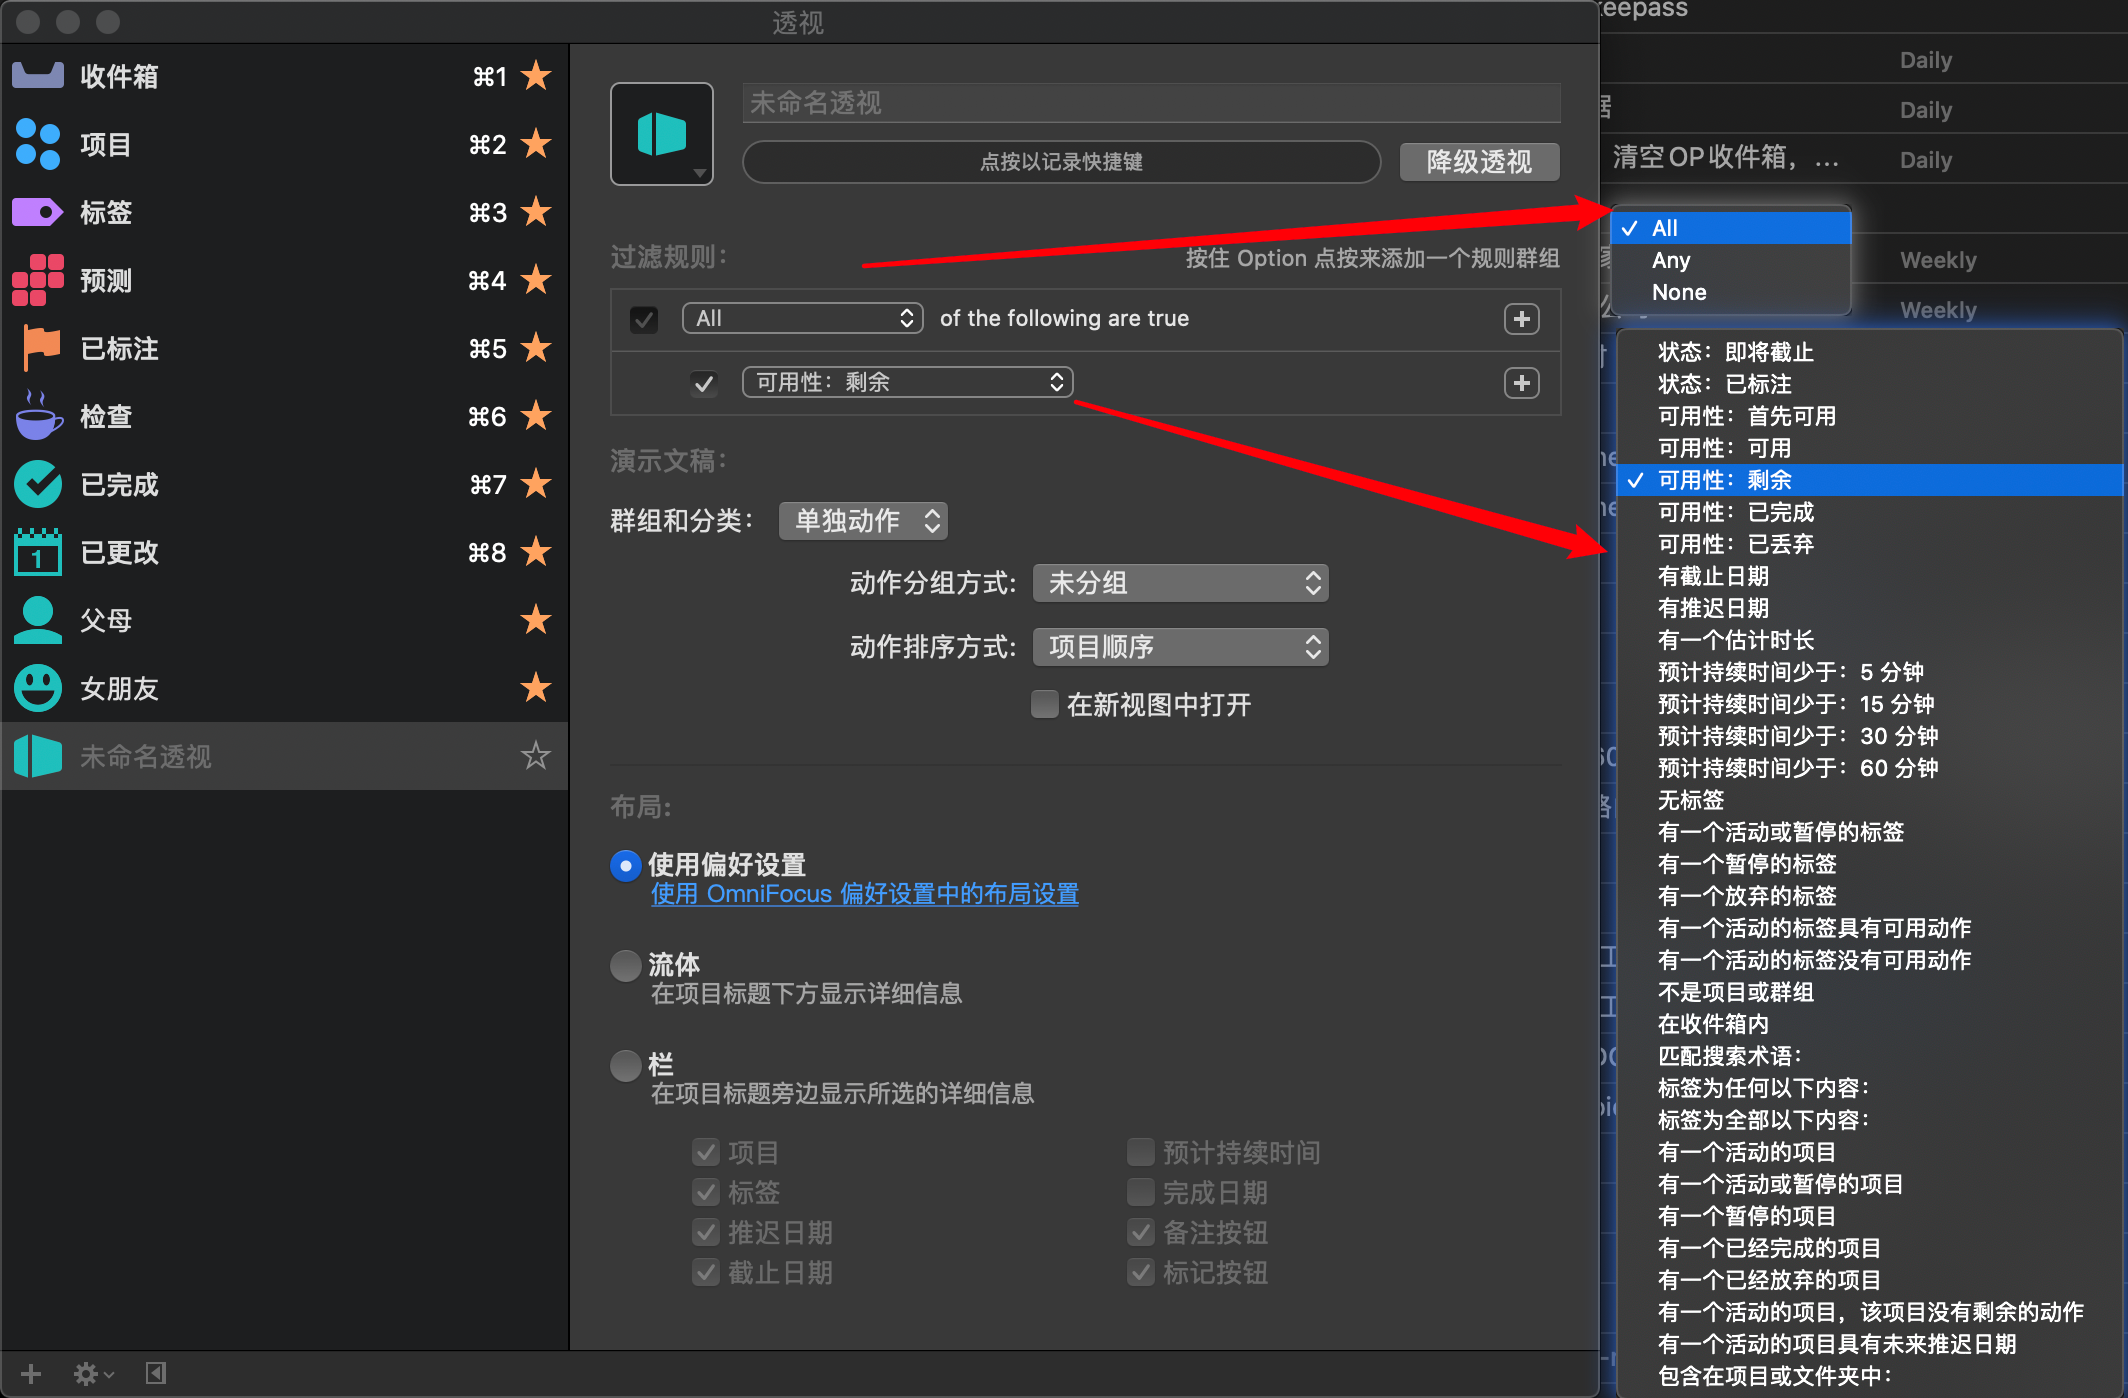 透视
收件箱 ⌘1
项目 ⌘2
标签 ⌘3
预测 ⌘4
已标注 ⌘5
检查 ⌘6
已完成 ⌘7
1
已更改 ⌘8
父母
女朋友
未命名透视
未命名透视
点按以记录快捷键
降级透视
过滤规则：
按住 Option 点按来添加一个规则群组
All of the following are true
可用性：剩余
演示文稿：
群组和分类： 单独动作
动作分组方式： 未分组
动作排序方式： 项目顺序
在新视图中打开
布局：
使用偏好设置
使用 OmniFocus 偏好设置中的布局设置
流体
在项目标题下方显示详细信息
栏
在项目标题旁边显示所选的详细信息
项目
标签
推迟日期
截止日期
预计持续时间
完成日期
备注按钮
标记按钮
eepass
Daily
Daily
清空OP收件箱，... Daily
Weekly
Weekly
All
Any
None
状态：即将截止
状态：已标注
可用性：首先可用
可用性：可用
可用性：剩余
可用性：已完成
可用性：已丢弃
有截止日期
有推迟日期
有一个估计时长
预计持续时间少于：5 分钟
预计持续时间少于：15 分钟
预计持续时间少于：30 分钟
预计持续时间少于：60 分钟
无标签
有一个活动或暂停的标签
有一个暂停的标签
有一个放弃的标签
有一个活动的标签具有可用动作
有一个活动的标签没有可用动作
不是项目或群组
在收件箱内
匹配搜索术语：
标签为任何以下内容：
标签为全部以下内容：
有一个活动的项目
有一个活动或暂停的项目
有一个暂停的项目
有一个已经完成的项目
有一个已经放弃的项目
有一个活动的项目，该项目没有剩余的动作
有一个活动的项目具有未来推迟日期
包含在项目或文件夹中：